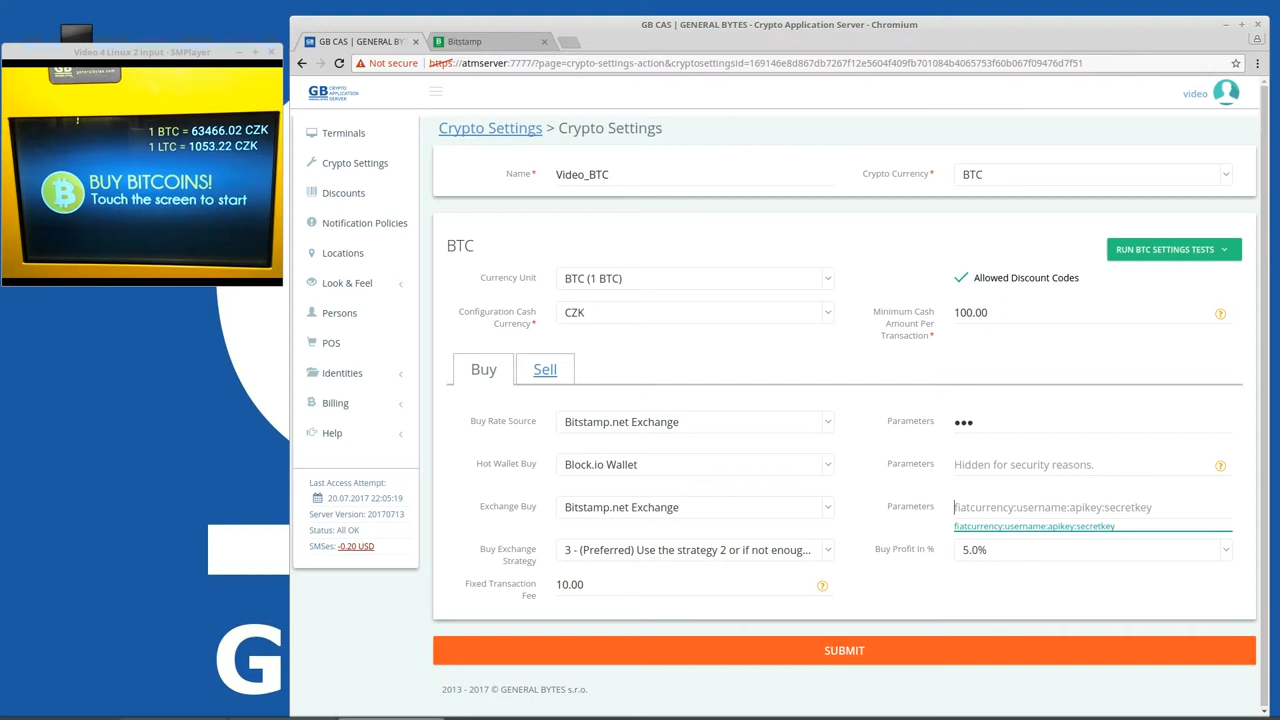 GB CAS | GENERAL BYTES - Crypto Application Server - Chromium
GB CAS | GENERAL BY
Bitstamp
Video 4 Linux 2 input - SMPlayer
Not secure
https://atmserver:7777/?page=crypto-settings-action&cryptosettingsid=169146e8d867db7267f12e5604f409fb701084b40b5753f60b067f09476d7f51
GB
generalbytes.com
1 BTC = 63466.02 CZK
1 LTC = 1053.22 CZK
BUY BITCOINS!
Touch the screen to start
GB CRYPTO APPLICATION SERVER
video
Terminals
Crypto Settings
Discounts
Notification Policies
Locations
Look & Feel
Persons
POS
Identities
Billing
Help
Last Access Attempt:
20.07.2017 22:05:19
Server Version: 20170713
Status: All OK
SMSes: -0.20 USD
Crypto Settings > Crypto Settings
Name*
Video_BTC
Crypto Currency*
BTC
BTC
RUN BTC SETTINGS TESTS
Currency Unit
BTC (1 BTC)
Allowed Discount Codes
Configuration Cash
Currency*
CZK
Minimum Cash
Amount Per
Transaction*
100.00
Buy
Sell
Buy Rate Source
Bitstamp.net Exchange
Parameters
•••
Hot Wallet Buy
Block.io Wallet
Parameters
Hidden for security reasons.
Exchange Buy
Bitstamp.net Exchange
Parameters
fiatcurrency:username:apikey:secretkey
fiatcurrency:username:apikey:secretkey
Buy Exchange
Strategy
3 - (Preferred) Use the strategy 2 or if not enoug...
Buy Profit In %
5.0%
Fixed Transaction
Fee
10.00
SUBMIT
2013 - 2017 © GENERAL BYTES s.r.o.
G